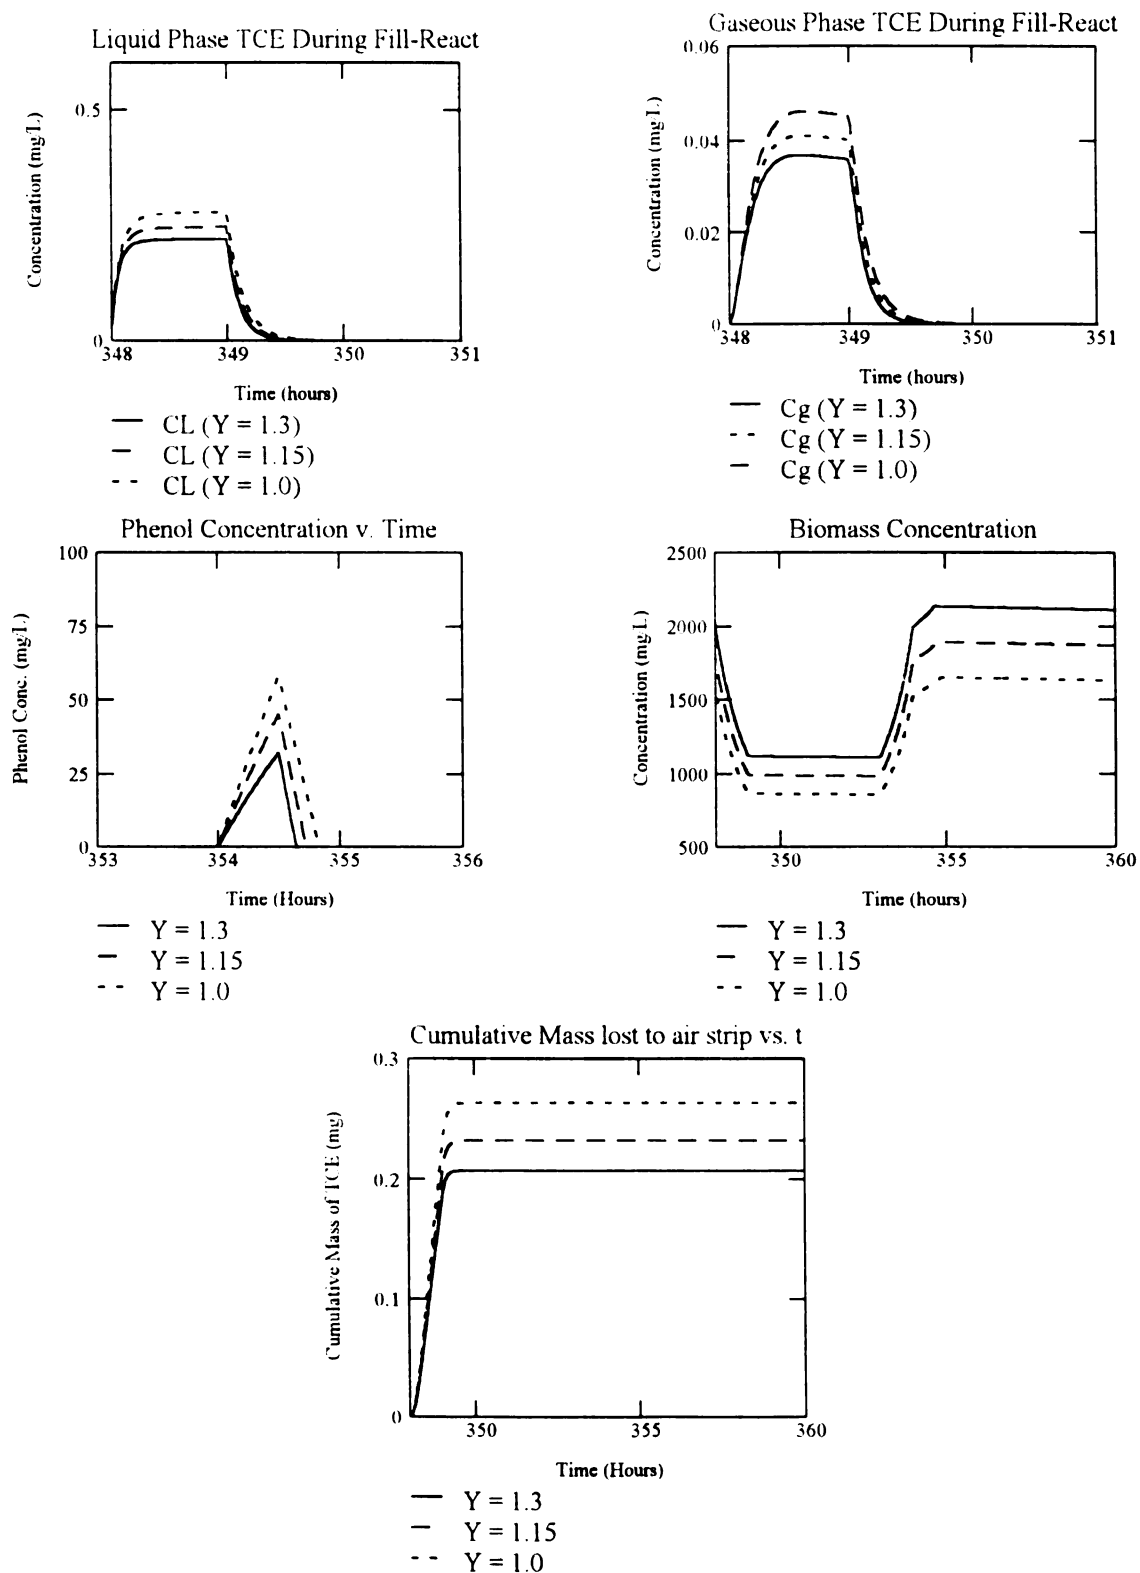 Liquid Phase TCE During Fill-React
Concentration (mg/L)
0.5
0
348
349
350
351
Time (hours)
CL (Y = 1.3)
CL (Y = 1.15)
CL (Y = 1.0)
Gaseous Phase TCE During Fill-React
Concentration (mg/L)
0.06
0.04
0.02
0
348
349
350
351
Time (hours)
Cg (Y = 1.3)
Cg (Y = 1.15)
Cg (Y = 1.0)
Phenol Concentration v. Time
Phenol Conc. (mg/L)
100
75
50
25
0
353
354
355
356
Time (Hours)
Y = 1.3
Y = 1.15
Y = 1.0
Biomass Concentration
Concentration (mg/L)
2500
2000
1500
1000
500
350
355
360
Time (hours)
Y = 1.3
Y = 1.15
Y = 1.0
Cumulative Mass lost to air strip vs. t
Cumulative Mass of TCE (mg)
0.3
0.2
0.1
0
350
355
360
Time (Hours)
Y = 1.3
Y = 1.15
Y = 1.0